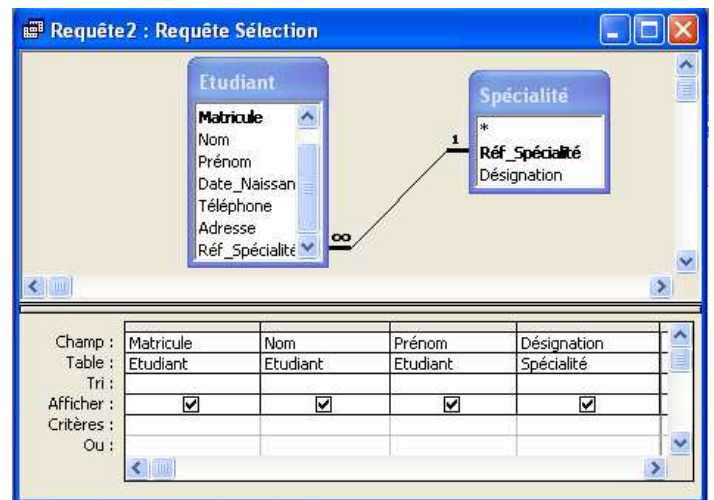 Requête2 : Requête Sélection
Etudiant
Matricule
Nom
Prénom
Date_Naissan
Téléphone
Adresse
Réf_Spécialité
∞
1
Spécialité
*
Réf_Spécialité
Désignation
Champ : Matricule Nom Prénom Désignation
Table : Etudiant Etudiant Etudiant Spécialité
Tri :
Afficher :
Critères :
Ou :